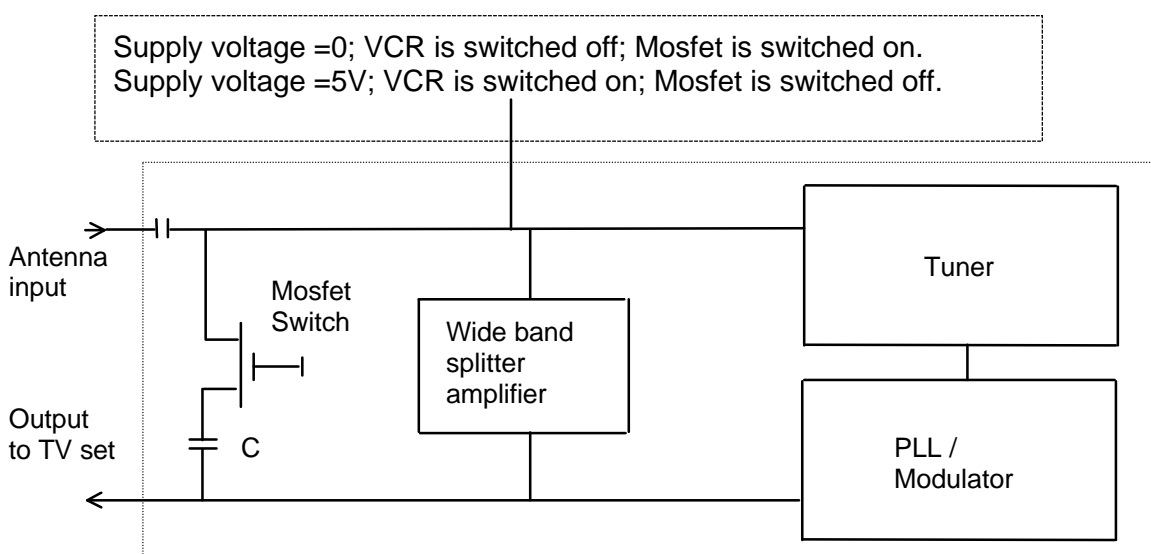 Supply voltage =0; VCR is switched off; Mosfet is switched on.
Supply voltage =5V; VCR is switched on; Mosfet is switched off.
Antenna
input
Mosfet
Switch
Wide band
splitter
amplifier
Tuner
Output
to TV set
C
PLL /
Modulator